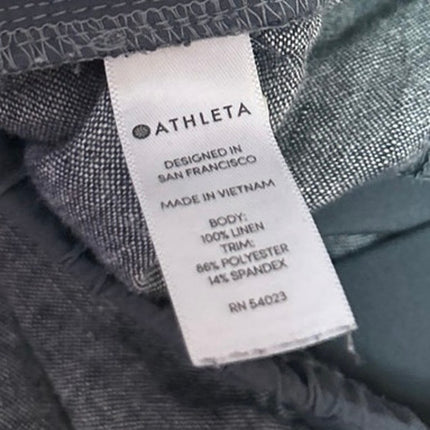 ATHLETA
DESIGNED IN
SAN FRANCISCO
MADE IN VIETNAM
BODY:
100% LINEN
TRIM:
86% POLYESTER
14% SPANDEX
RN 54023